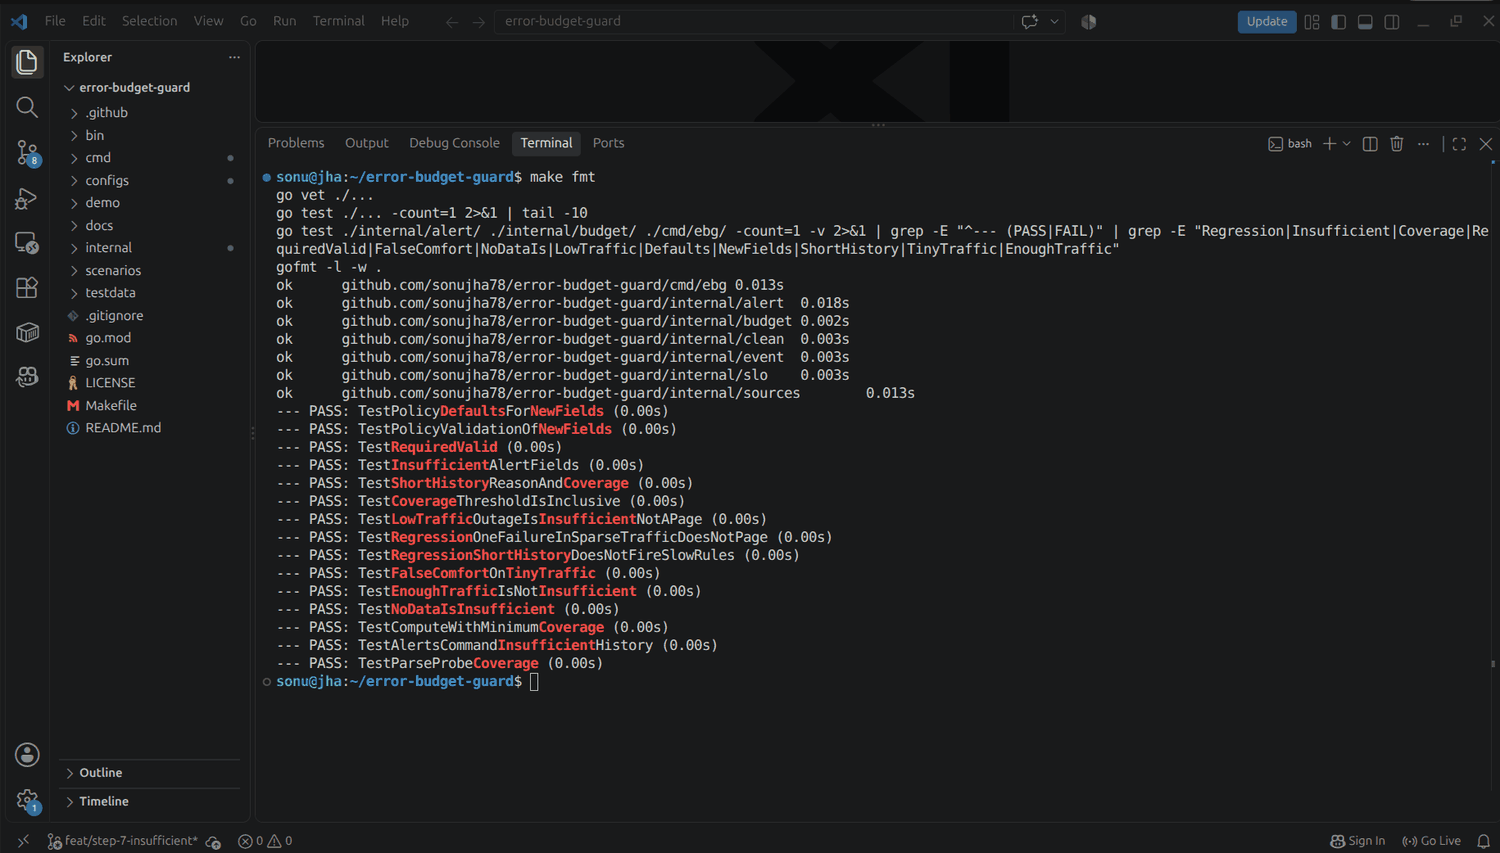 File Edit Selection View Go Run Terminal Help
error-budget-guard
Update
Explorer
error-budget-guard
.github
bin
cmd
configs
demo
docs
internal
scenarios
testdata
.gitignore
go.mod
go.sum
LICENSE
Makefile
README.md
Outline
Timeline
8
1
Problems Output Debug Console Terminal Ports
bash
sonu@jha:~/error-budget-guard$ make fmt
go vet ./...
go test ./... -count=1 2>&1 | tail -10
go test ./internal/alert/ ./internal/budget/ ./cmd/ebg/ -count=1 -v 2>&1 | grep -E "^--- (PASS|FAIL)" | grep -E "Regression|Insufficient|Coverage|Re
quiredValid|FalseComfort|NoDataIs|LowTraffic|Defaults|NewFields|ShortHistory|TinyTraffic|EnoughTraffic"
gofmt -l -w .
ok github.com/sonujha78/error-budget-guard/cmd/ebg 0.013s
ok github.com/sonujha78/error-budget-guard/internal/alert 0.018s
ok github.com/sonujha78/error-budget-guard/internal/budget 0.002s
ok github.com/sonujha78/error-budget-guard/internal/clean 0.003s
ok github.com/sonujha78/error-budget-guard/internal/event 0.003s
ok github.com/sonujha78/error-budget-guard/internal/slo 0.003s
ok github.com/sonujha78/error-budget-guard/internal/sources 0.013s
--- PASS: TestPolicyDefaultsForNewFields (0.00s)
--- PASS: TestPolicyValidationOfNewFields (0.00s)
--- PASS: TestRequiredValid (0.00s)
--- PASS: TestInsufficientAlertFields (0.00s)
--- PASS: TestShortHistoryReasonAndCoverage (0.00s)
--- PASS: TestCoverageThresholdIsInclusive (0.00s)
--- PASS: TestLowTrafficOutageIsInsufficientNotAPage (0.00s)
--- PASS: TestRegressionOneFailureInSparseTrafficDoesNotPage (0.00s)
--- PASS: TestRegressionShortHistoryDoesNotFireSlowRules (0.00s)
--- PASS: TestFalseComfortOnTinyTraffic (0.00s)
--- PASS: TestEnoughTrafficIsNotInsufficient (0.00s)
--- PASS: TestNoDataIsInsufficient (0.00s)
--- PASS: TestComputeWithMinimumCoverage (0.00s)
--- PASS: TestAlertsCommandInsufficientHistory (0.00s)
--- PASS: TestParseProbeCoverage (0.00s)
sonu@jha:~/error-budget-guard$
feat/step-7-insufficient* 0 0 Sign In Go Live